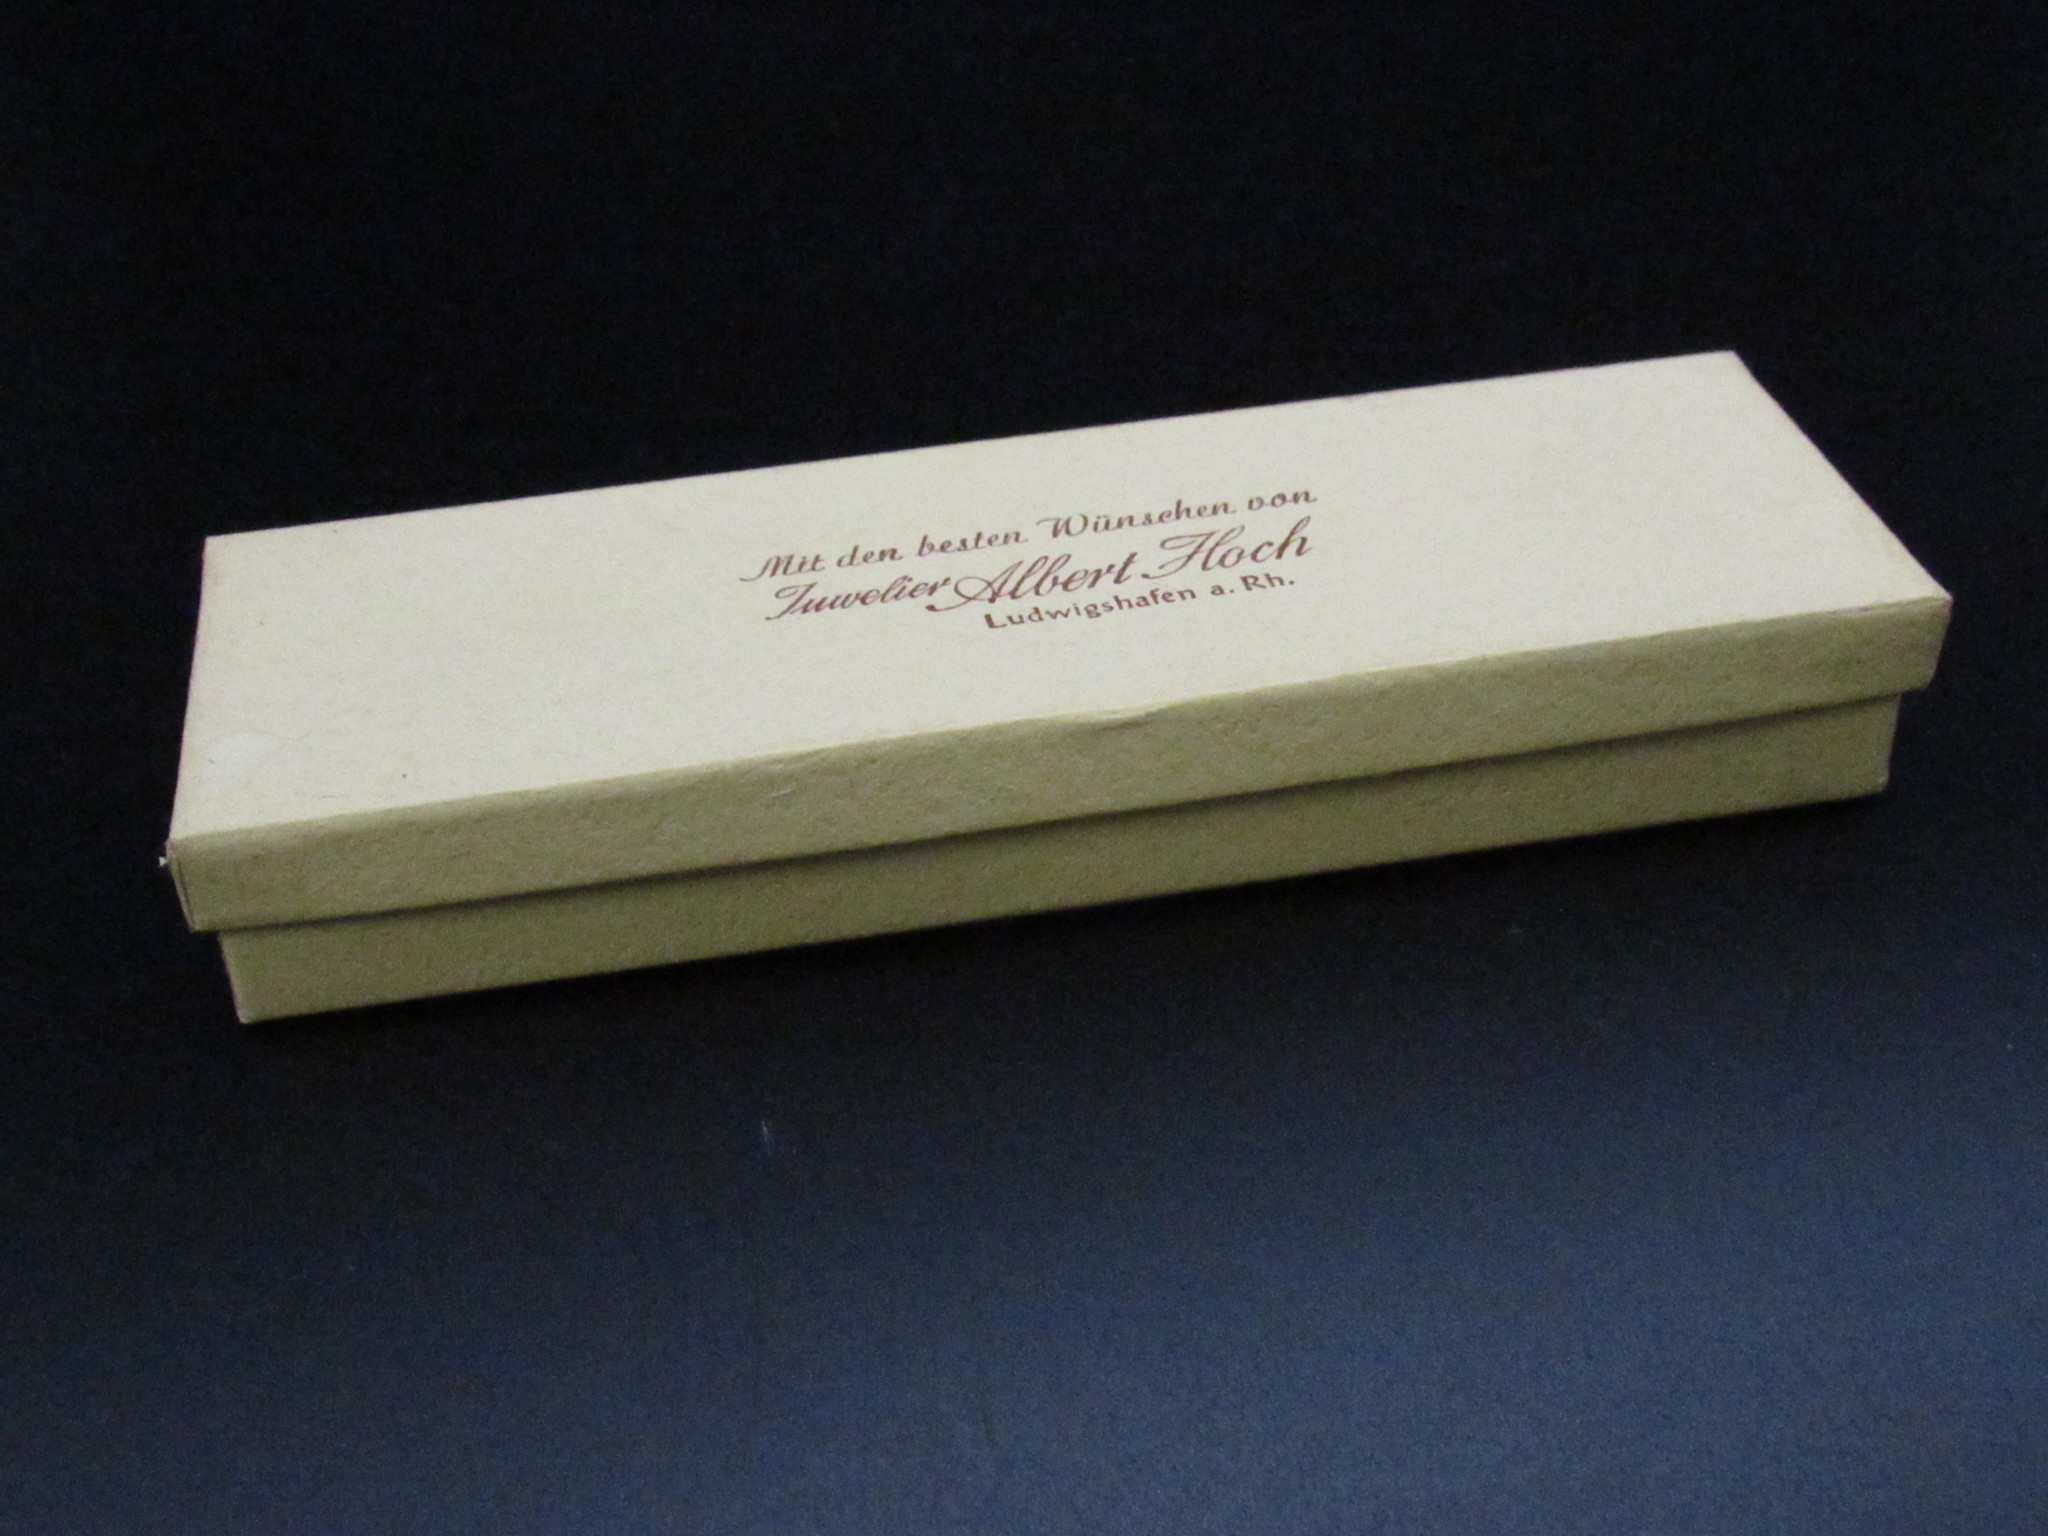 Mit den besten Wünschen von
Juwelier Albert Hoch
Ludwigshafen a. Rh.